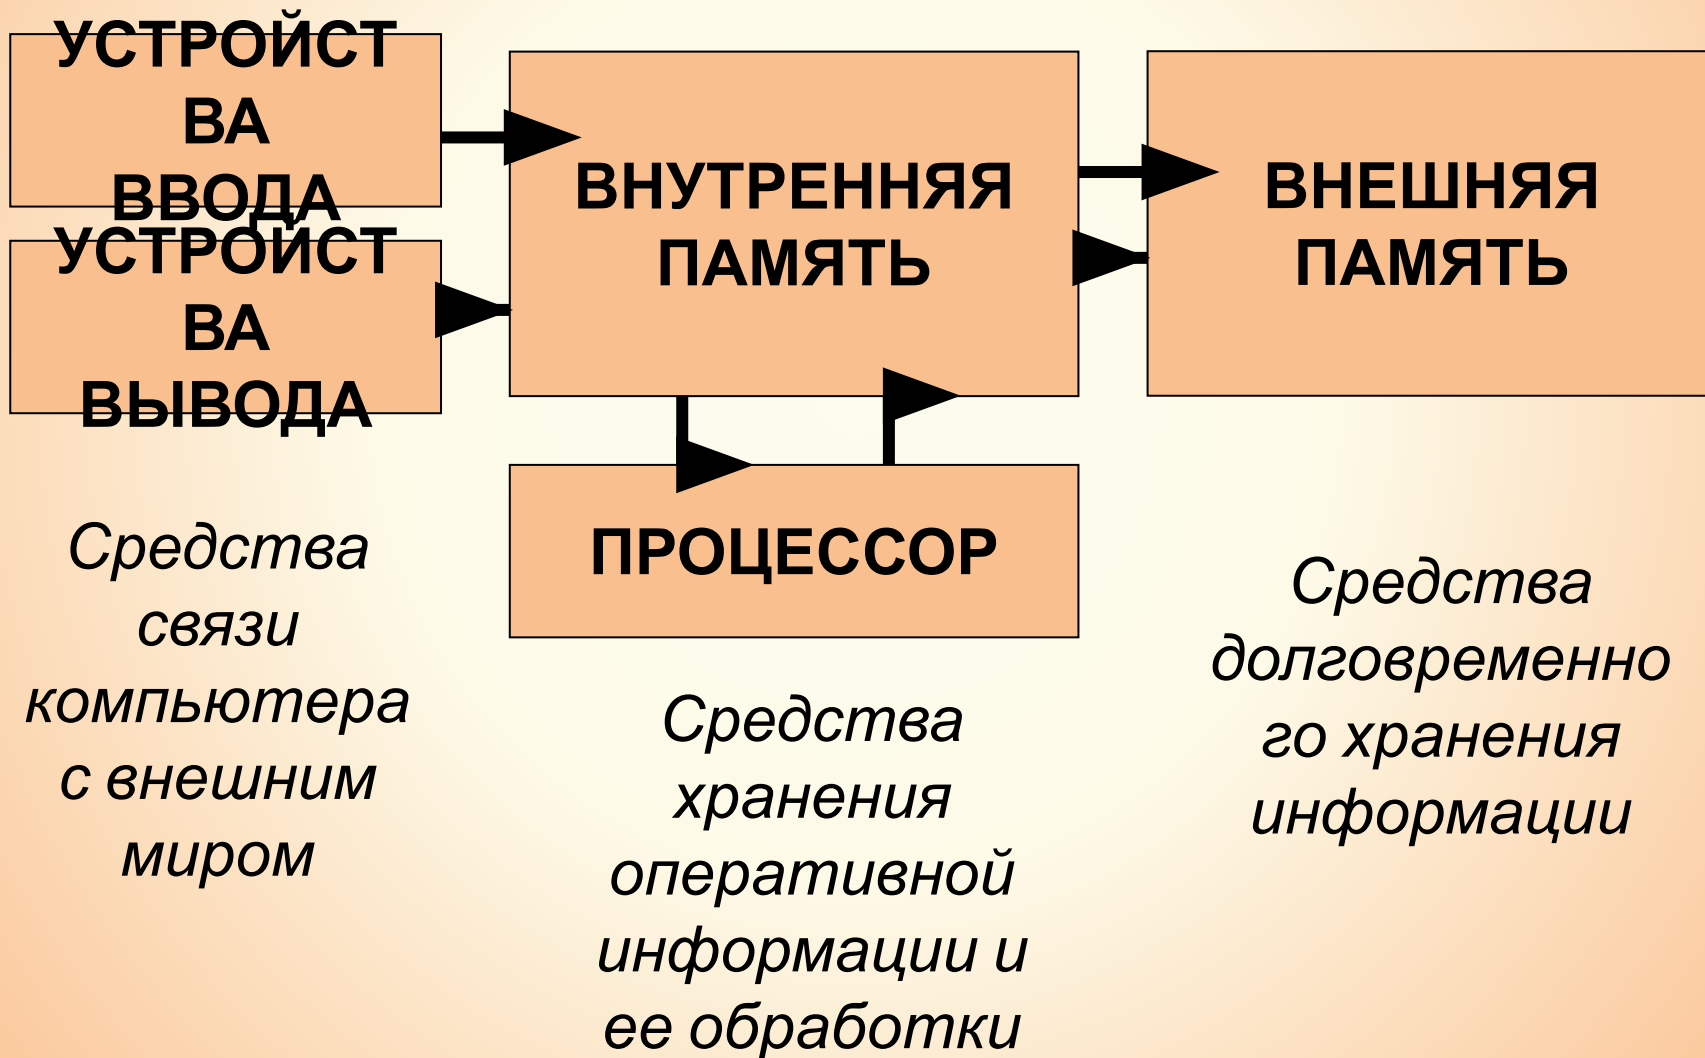 УСТРОЙСТ
ВА
ВВОДА
УСТРОЙСТ
ВА
ВЫВОДА
ВНУТРЕННЯЯ
ПАМЯТЬ
ВНЕШНЯЯ
ПАМЯТЬ
ПРОЦЕССОР
Средства
связи
компьютера
с внешним
миром
Средства
хранения
оперативной
информации и
ее обработки
Средства
долговременно
го хранения
информации